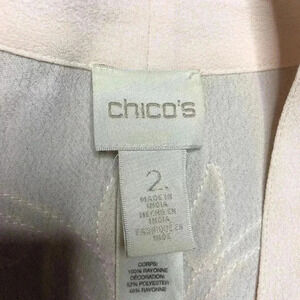 chico's
2.
MADE IN
INDIA
HECHO EN
INDIA
FABRIQUÉ EN
INDE
CORPS:
100% RAYONNE
DÉCORATION:
52% POLYESTER
48% RAYONNE